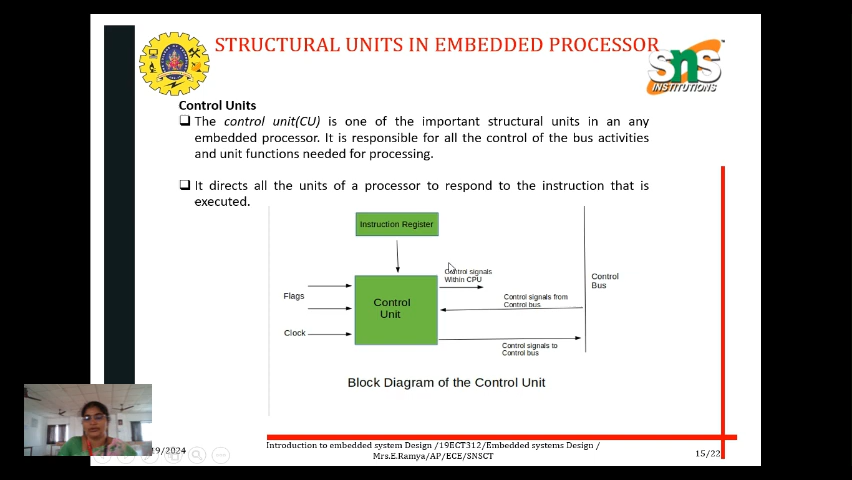 STRUCTURAL UNITS IN EMBEDDED PROCESSOR
SNS
INSTITUTIONS
Control Units
The control unit(CU) is one of the important structural units in an any
embedded processor. It is responsible for all the control of the bus activities
and unit functions needed for processing.
It directs all the units of a processor to respond to the instruction that is
executed.
Instruction Register
Control signals
Within CPU
Control
Bus
Flags
Control
Unit
Control signals from
Control bus
Clock
Control signals to
Control bus
Block Diagram of the Control Unit
19/2024
Introduction to embedded system Design /19ECT312/Embedded systems Design /
Mrs.E.Ramya/AP/ECE/SNSCT
15/22